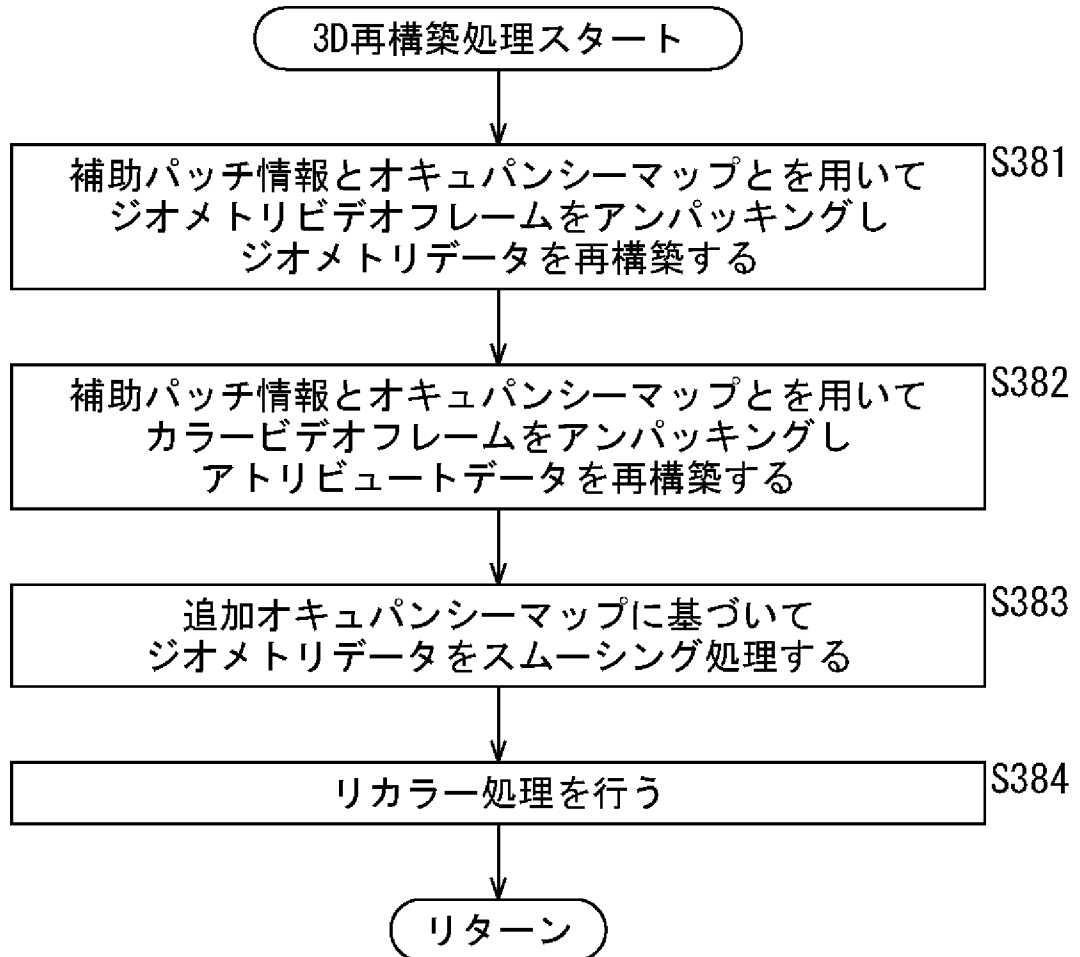 3D再構築処理スタート
S381
補助パッチ情報とオキュパンシーマップとを用いて
ジオメトリビデオフレームをアンパッキングし
ジオメトリデータを再構築する
S382
補助パッチ情報とオキュパンシーマップとを用いて
カラービデオフレームをアンパッキングし
アトリビュートデータを再構築する
S383
追加オキュパンシーマップに基づいて
ジオメトリデータをスムーシング処理する
S384
リカラー処理を行う
リターン